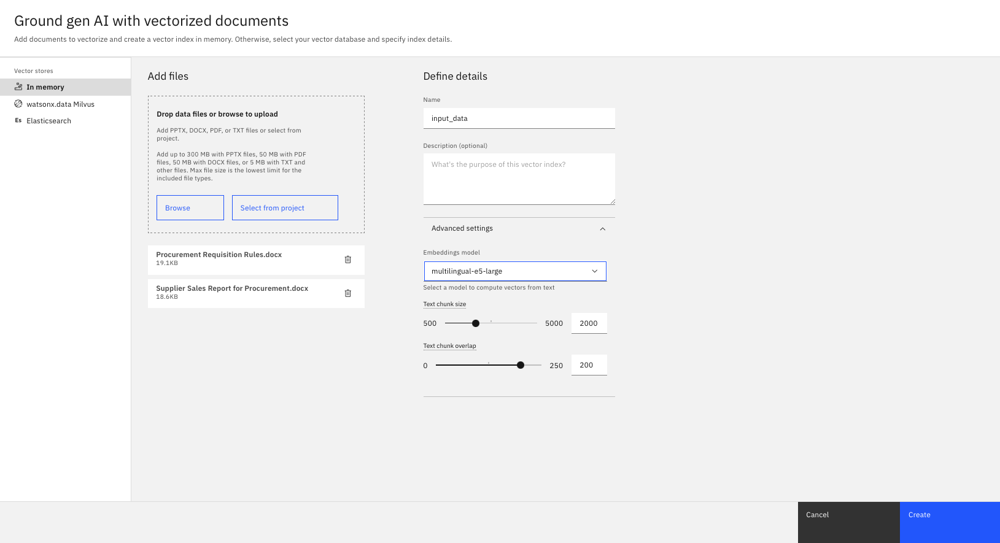 Ground gen AI with vectorized documents
Add documents to vectorize and create a vector index in memory. Otherwise, select your vector database and specify index details.
Vector stores
In memory
watsonx.data Milvus
Es Elasticsearch
Add files
Drop data files or browse to upload
Add PPTX, DOCX, PDF, or TXT files or select from
project.
Add up to 300 MB with PPTX files, 50 MB with PDF
files, 50 MB with DOCX files, or 5 MB with TXT and
other files. Max file size is the lowest limit for the
included file types.
Browse
Select from project
Procurement Requisition Rules.docx
19.1KB
Supplier Sales Report for Procurement.docx
18.6KB
Define details
Name
input_data
Description (optional)
What's the purpose of this vector index?
Advanced settings
Embeddings model
multilingual-e5-large
Select a model to compute vectors from text
Text chunk size
500 5000 2000
Text chunk overlap
0 250 200
Cancel
Create